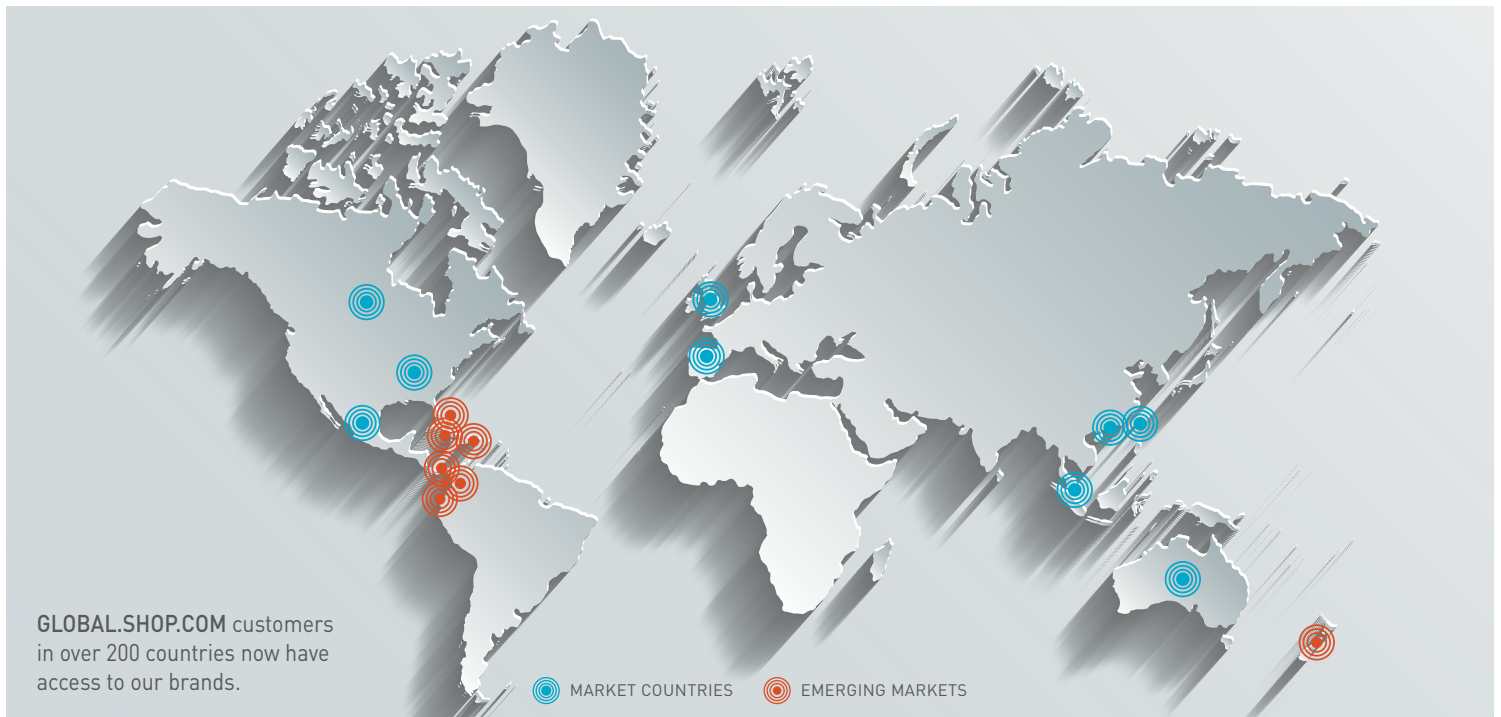 GLOBAL.SHOP.COM customers
in over 200 countries now have
access to our brands.
MARKET COUNTRIES
EMERGING MARKETS